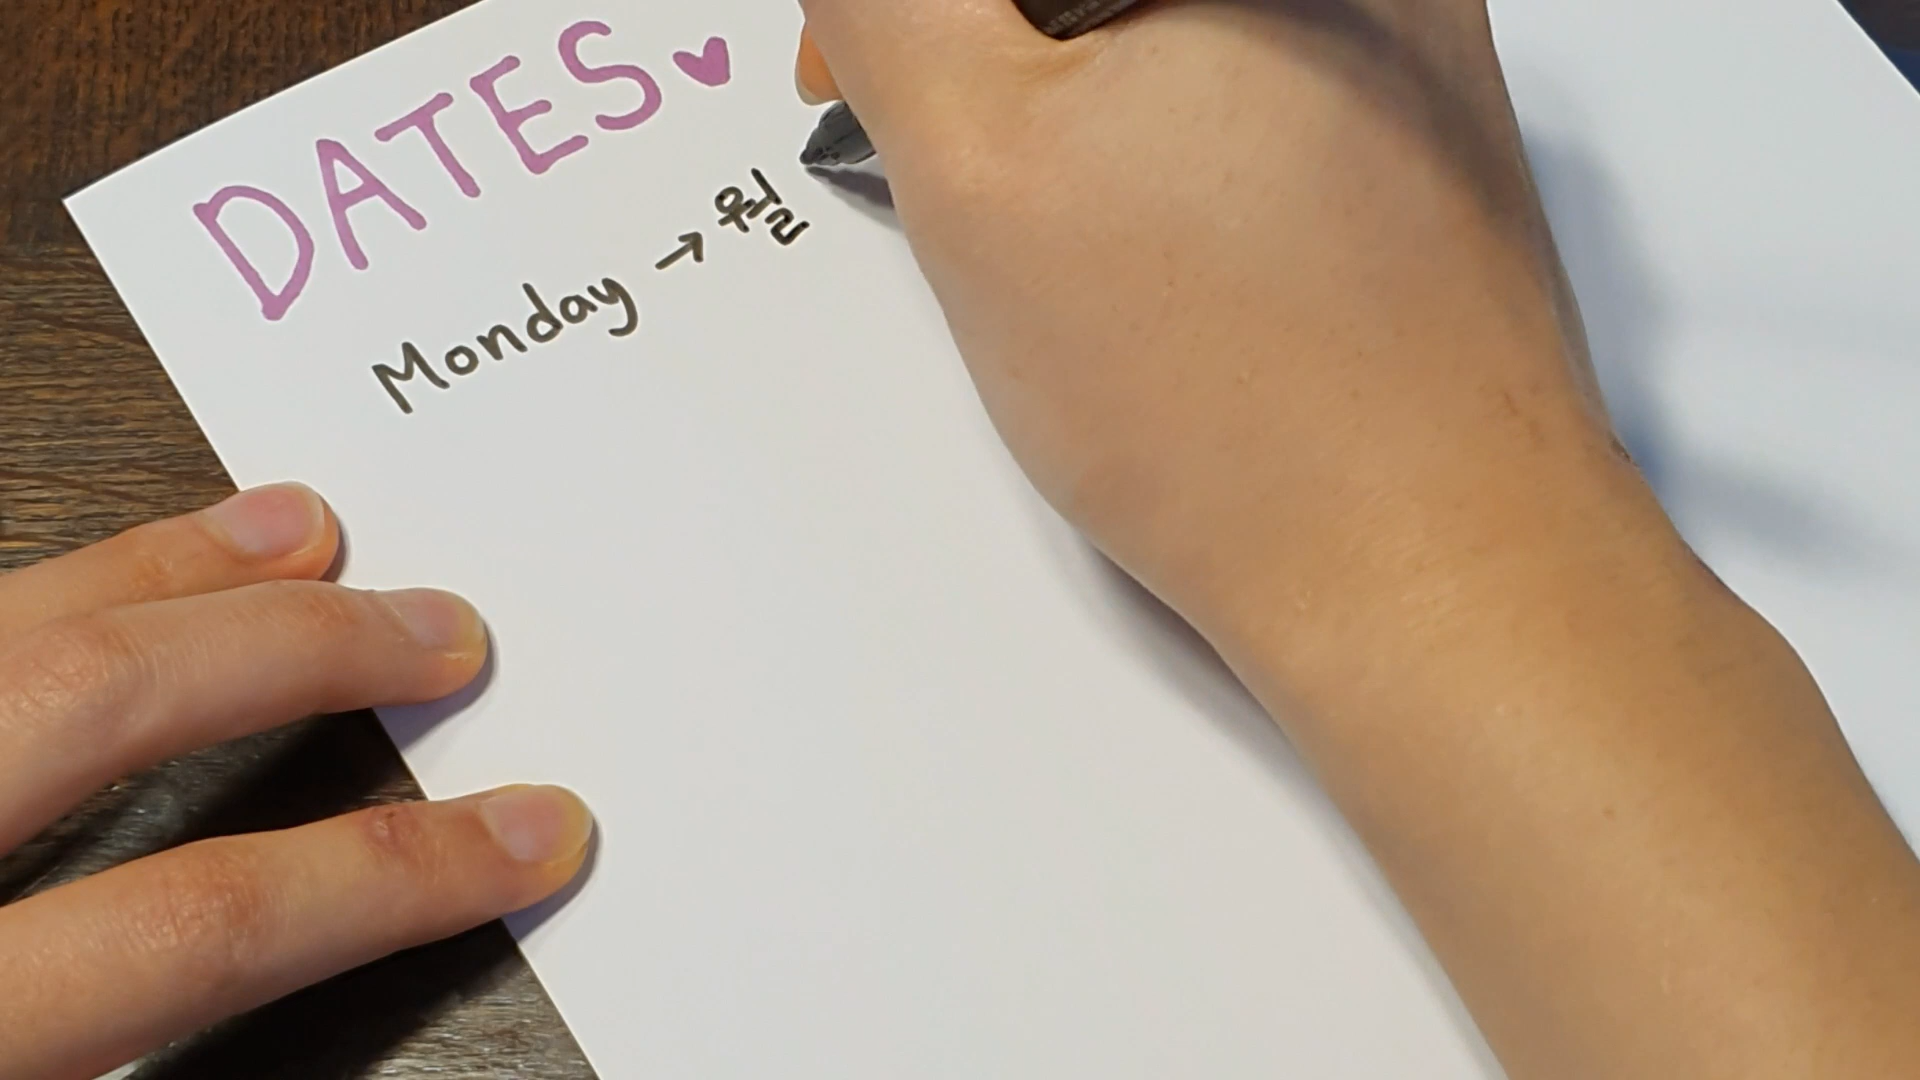 DATES ♥
Monday → 월